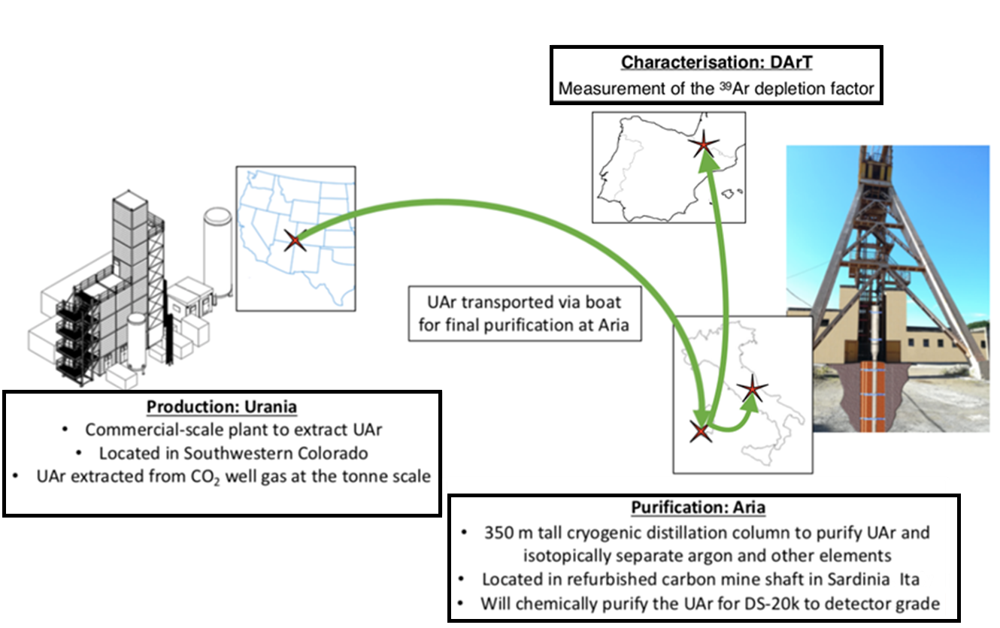 Characterisation: DArT
Measurement of the ³⁹Ar depletion factor
UAr transported via boat
for final purification at Aria
Production: Urania
• Commercial-scale plant to extract UAr
• Located in Southwestern Colorado
• UAr extracted from CO₂ well gas at the tonne scale
Purification: Aria
• 350 m tall cryogenic distillation column to purify UAr and
isotopically separate argon and other elements
• Located in refurbished carbon mine shaft in Sardinia Ita
• Will chemically purify the UAr for DS-20k to detector grade